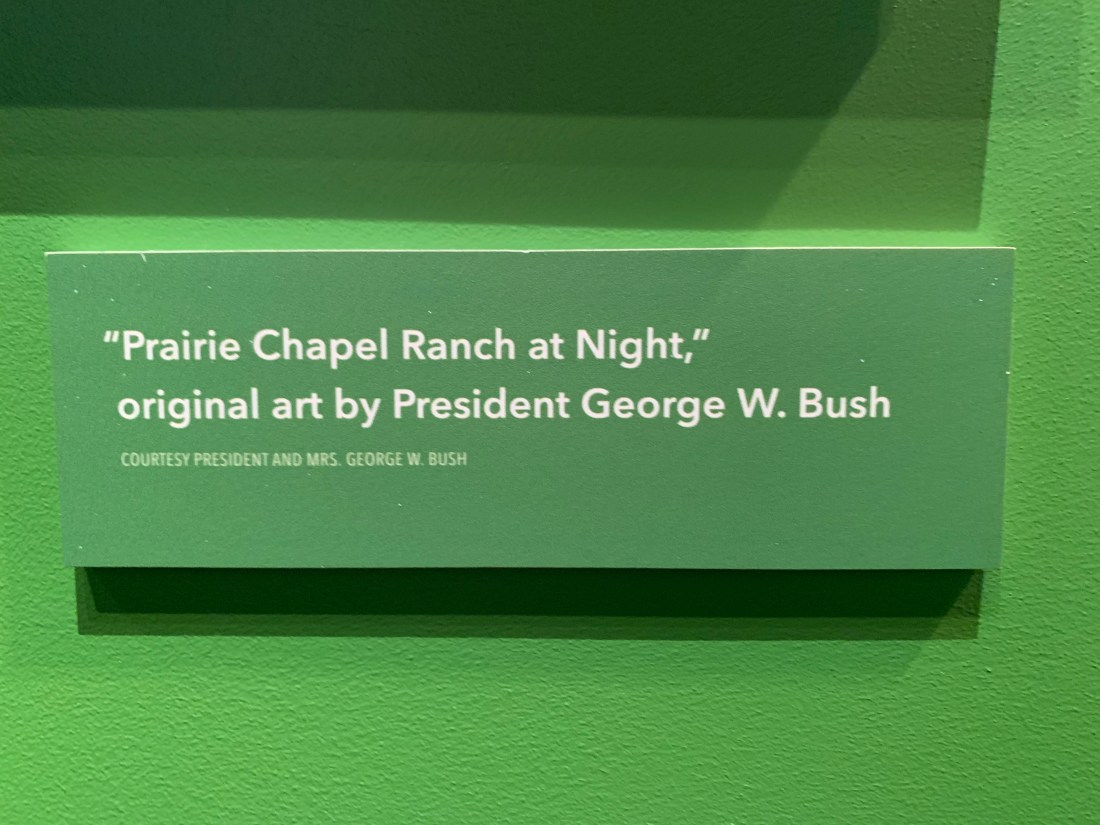 “Prairie Chapel Ranch at Night,”
original art by President George W. Bush
COURTESY PRESIDENT AND MRS. GEORGE W. BUSH